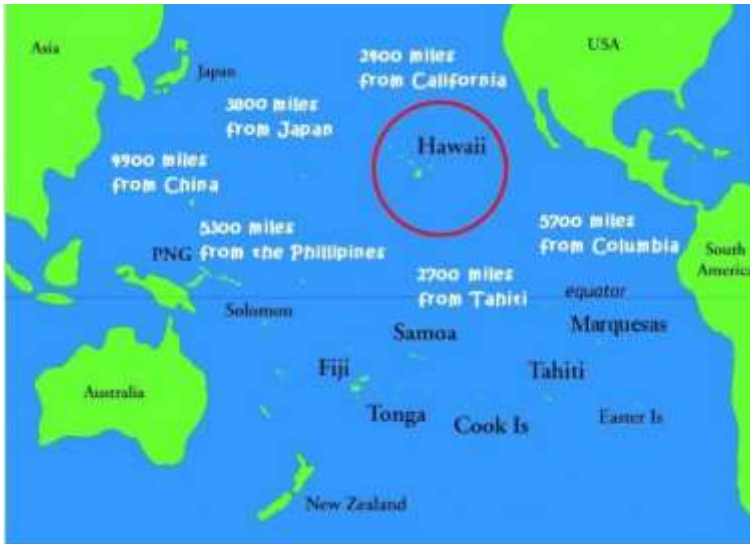 Asia
USA
Japan
2400 miles
from California
3800 miles
from Japan
Hawaii
4900 miles
from China
5300 miles
from the Phillipines
PNG
5700 miles
from Columbia
South
America
2700 miles
from Tahiti
equator
Solomon
Samoa
Marquesas
Fiji
Tahiti
Australia
Tonga
Cook Is
Easter Is
New Zealand